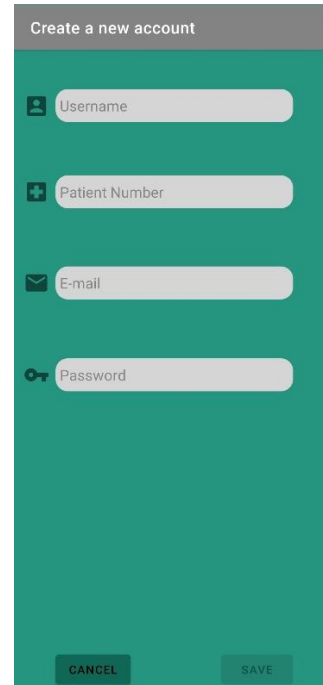 Create a new account
Username
Patient Number
E-mail
Password
CANCEL SAVE